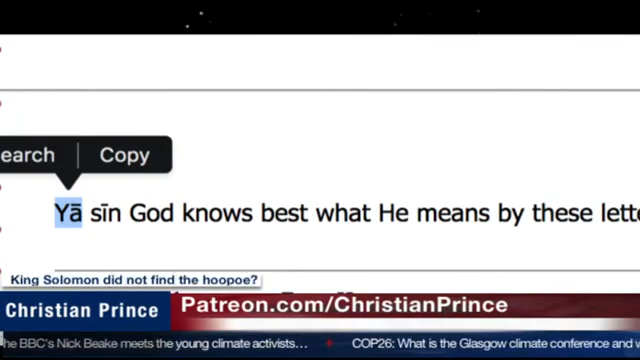 earch Copy
Yā sīn God knows best what He means by these lett
King Solomon did not find the hoopoe?
Christian Prince Patreon.com/ChristianPrince
he BBC's Nick Beake meets the young climate activists... COP26: What is the Glasgow climate conference and